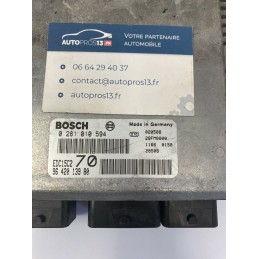 AUTOPROS13.FR
VOTRE PARTENAIRE
AUTOMOBILE
06 64 29 40 37
contact@autopros13.fr
autopros13.fr
BOSCH
Made in Germany
0 281 010 594
EDC15C2 70
96 420 139 80